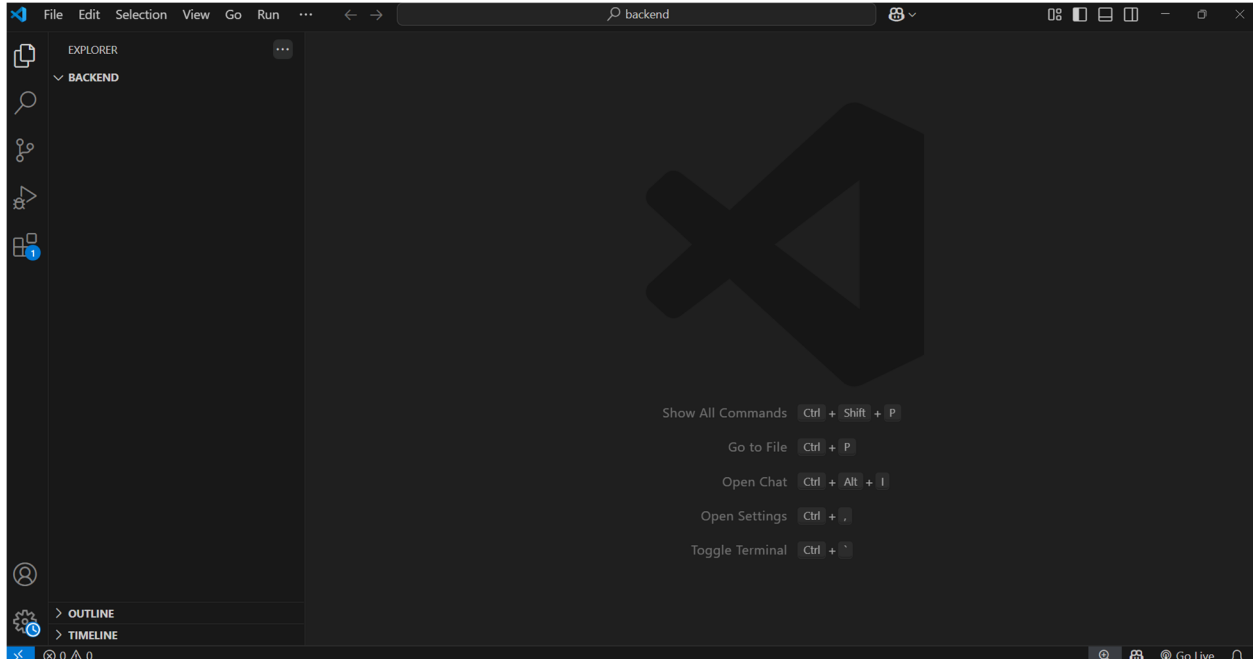 File Edit Selection View Go Run ··· backend
EXPLORER ···
BACKEND
1
Show All Commands Ctrl + Shift + P
Go to File Ctrl + P
Open Chat Ctrl + Alt + I
Open Settings Ctrl + ,
Toggle Terminal Ctrl + `
OUTLINE
TIMELINE
0 0 Go Live